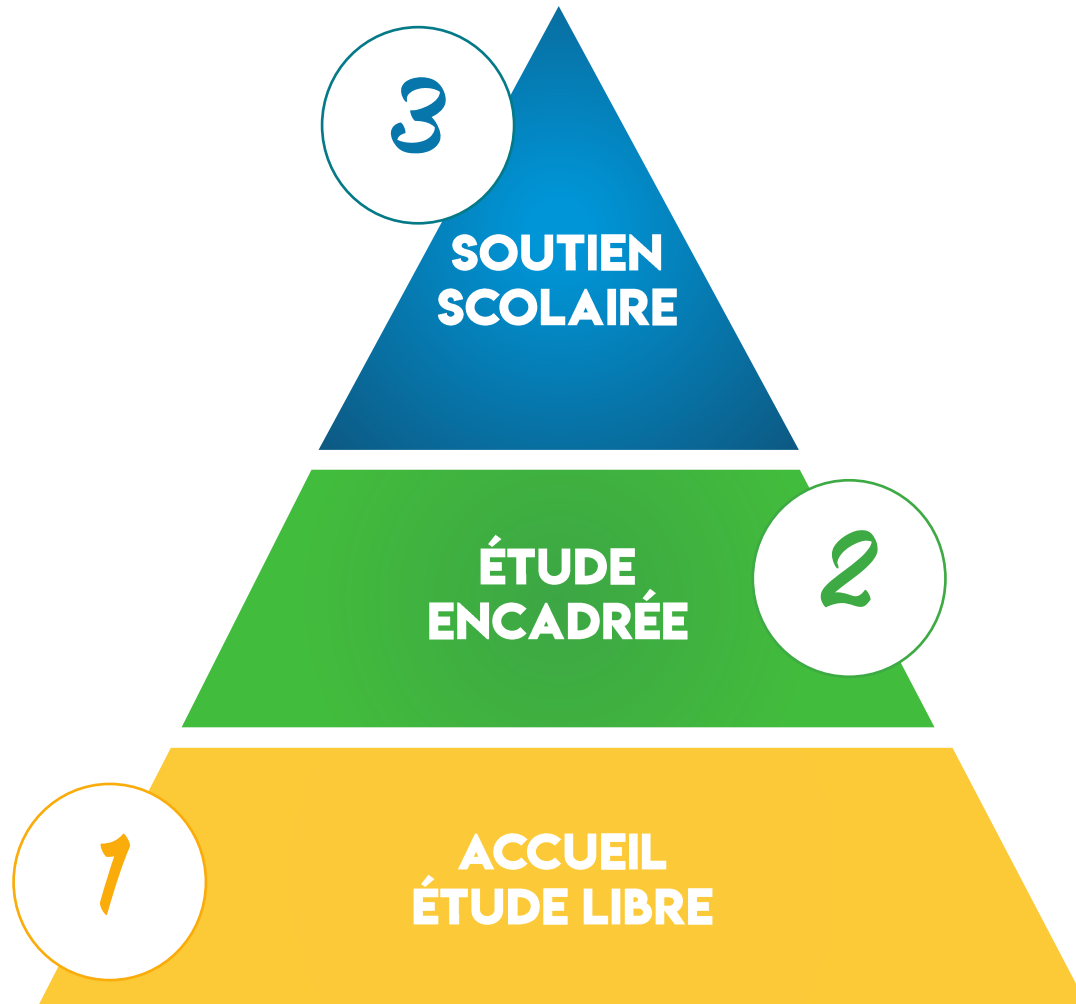 3
SOUTIEN
SCOLAIRE
ÉTUDE
ENCADRÉE
2
1
ACCUEIL
ÉTUDE LIBRE